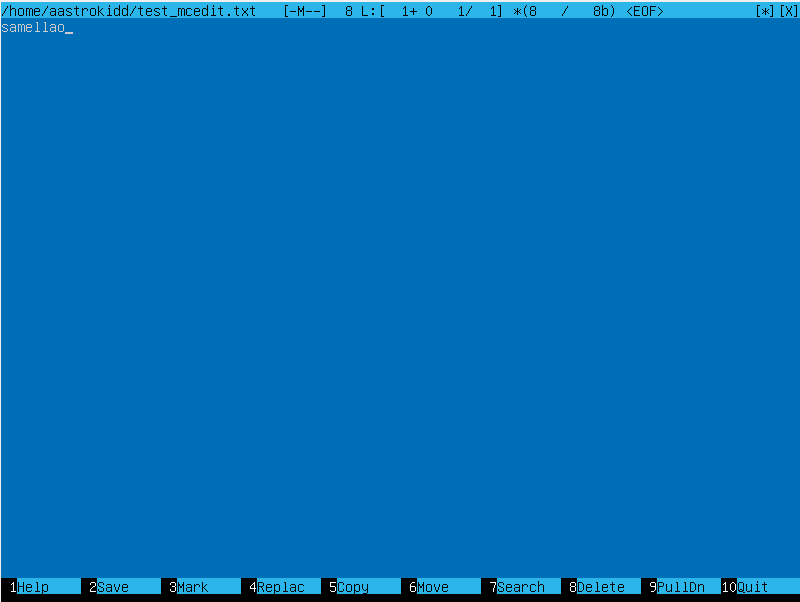 /home/aastrokidd/test_mcedit.txt [-M--] 8 L:[ 1+ 0 1/ 1] *(8 / 8b) <EOF> [*][X]
samellao_
1Help 2Save 3Mark 4Replac 5Copy 6Move 7Search 8Delete 9PullDn 10Quit